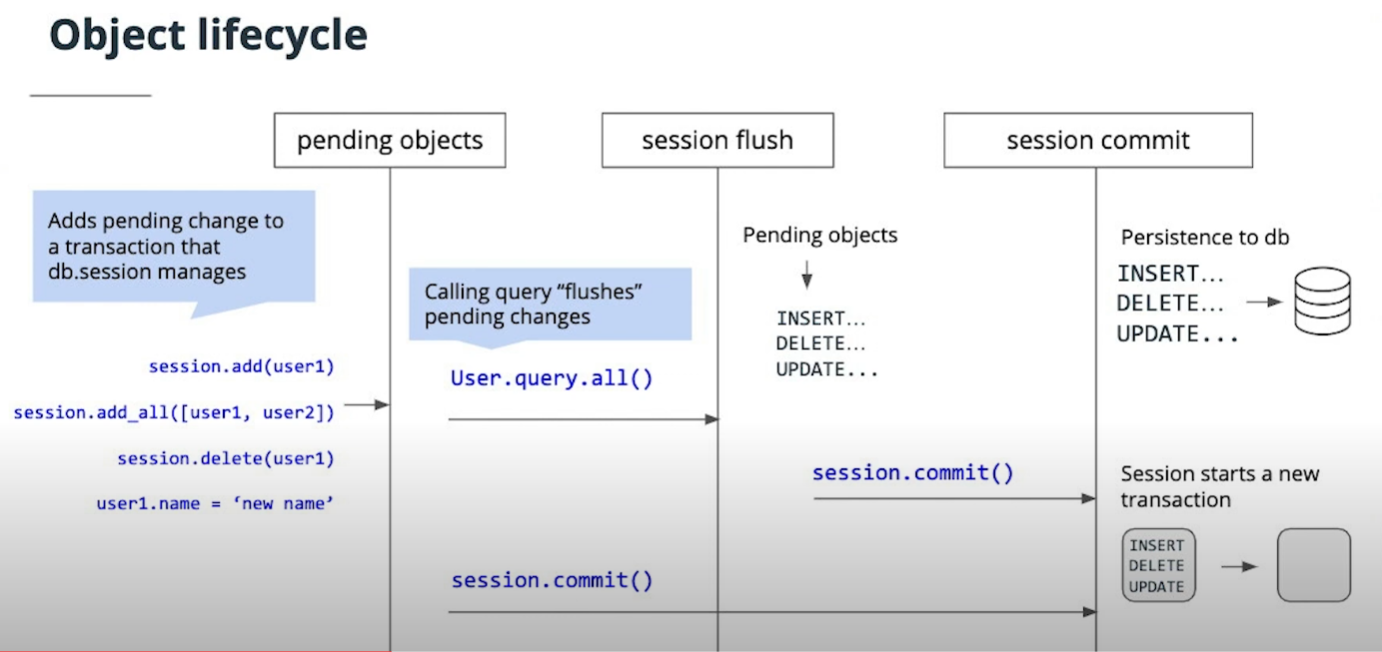 Object lifecycle
pending objects
session flush
session commit
Adds pending change to
a transaction that
db.session manages
session.add(user1)
session.add_all([user1, user2])
session.delete(user1)
user1.name = ‘new name’
Calling query “flushes”
pending changes
User.query.all()
session.commit()
Pending objects
INSERT...
DELETE...
UPDATE...
session.commit()
Persistence to db
INSERT...
DELETE...
UPDATE...
Session starts a new
transaction
INSERT
DELETE
UPDATE